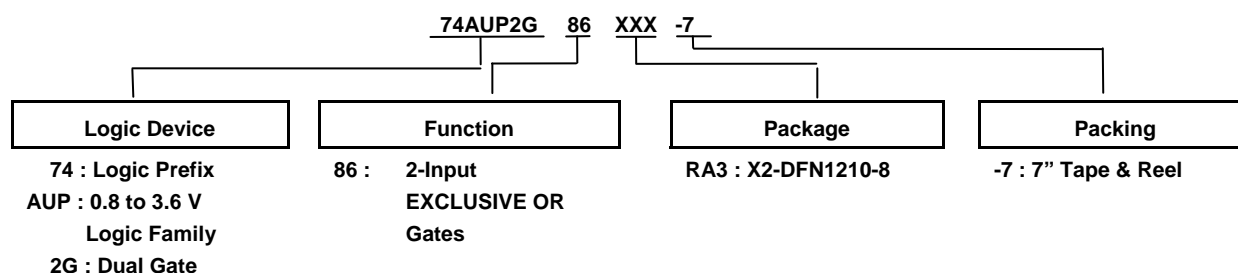 74AUP2G 86 XXX -7
Logic Device
Function
Package
Packing
74 : Logic Prefix
AUP : 0.8 to 3.6 V
Logic Family
2G : Dual Gate
86 : 2-Input
EXCLUSIVE OR
Gates
RA3 : X2-DFN1210-8
-7 : 7” Tape & Reel